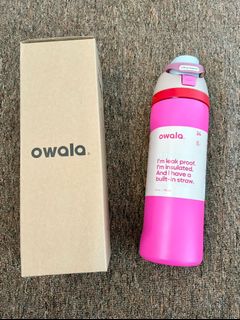 owala
owala
I'm leak proof,
I'm insulated.
And I have a
built-in straw.